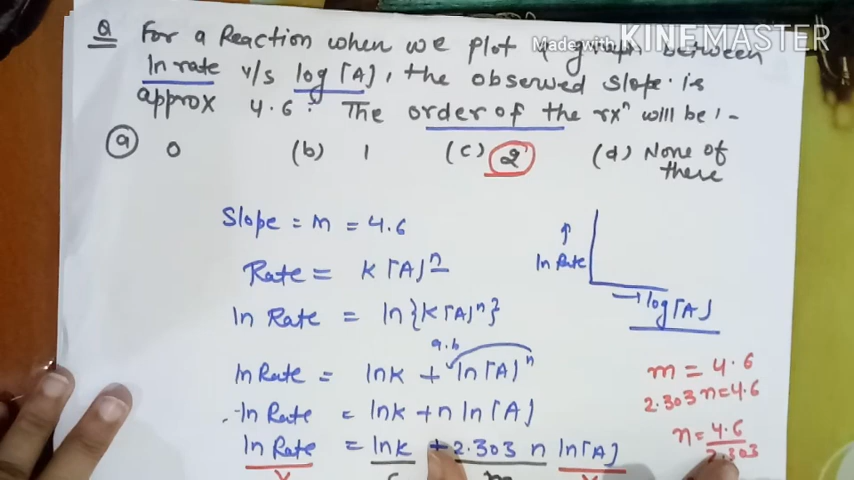 Made with KINEMASTER
Q For a Reaction when we plot a graph between
ln rate v/s log [A], the observed slope is
approx 4.6. The order of the rxⁿ will be :-
(a) 0 (b) 1 (c) 2 (d) None of
there
Slope = m = 4.6
Rate = K [A]ⁿ
ln Rate = ln{K[A]ⁿ}
a.b
ln Rate = lnk + ln[A]ⁿ
ln Rate = lnk + n ln[A]
ln Rate = lnk + 2.303 n ln[A]
ln Rate
log[A]
m = 4.6
2.303 n = 4.6
n = 4.6
2.303